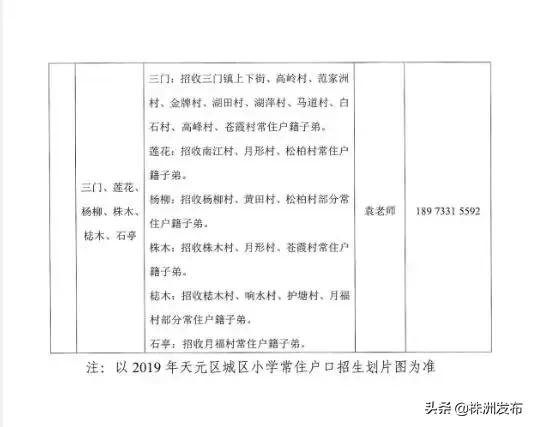 三门：招收三门镇上下街、高岭村、范家洲
村、金牌村、湖田村、湖萍村、马道村、白
石村、高峰村、苍霞村常住户籍子弟。
莲花：招收南江村、月形村、松柏村常住户
籍子弟。
三门、莲花、
杨柳、株木、
梽木、石亭
杨柳：招收杨柳村、黄田村、松柏村部分常
住户籍子弟。
袁老师
189 7331 5592
株木：招收株木村、月形村、苍霞村常住户
籍子弟。
梽木：招收梽木村、响水村、护塘村、月福
村部分常住户籍子弟。
石亭：招收月福村常住户籍子弟。
注：以 2019 年天元区城区小学常住户口招生划片图为准
头条 @株洲发布